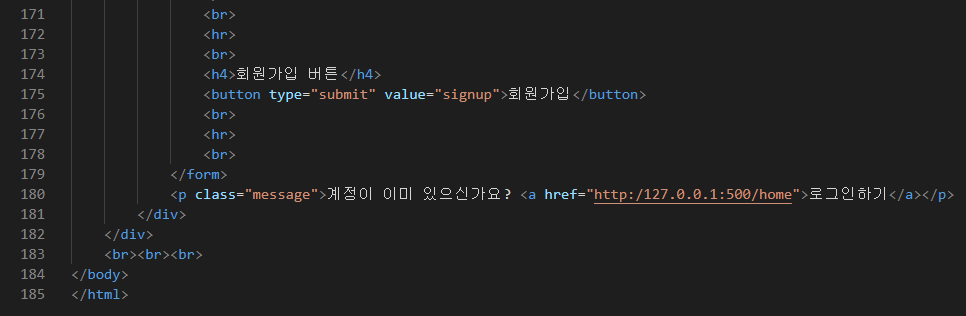 171 <br>
172 <hr>
173 <br>
174 <h4>회원가입 버튼</h4>
175 <button type="submit" value="signup">회원가입</button>
176 <br>
177 <hr>
178 <br>
179 </form>
180 <p class="message">계정이 이미 있으신가요? <a href="http:/127.0.0.1:500/home">로그인하기</a></p>
181 </div>
182 </div>
183 <br><br><br>
184 </body>
185 </html>